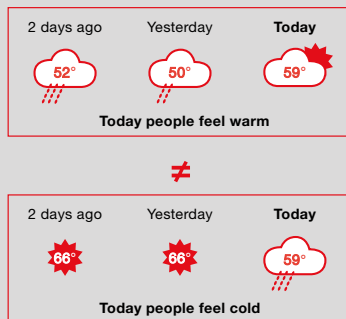 2 days ago Yesterday Today
52° 50° 59°
Today people feel warm
≠
2 days ago Yesterday Today
66° 66° 59°
Today people feel cold